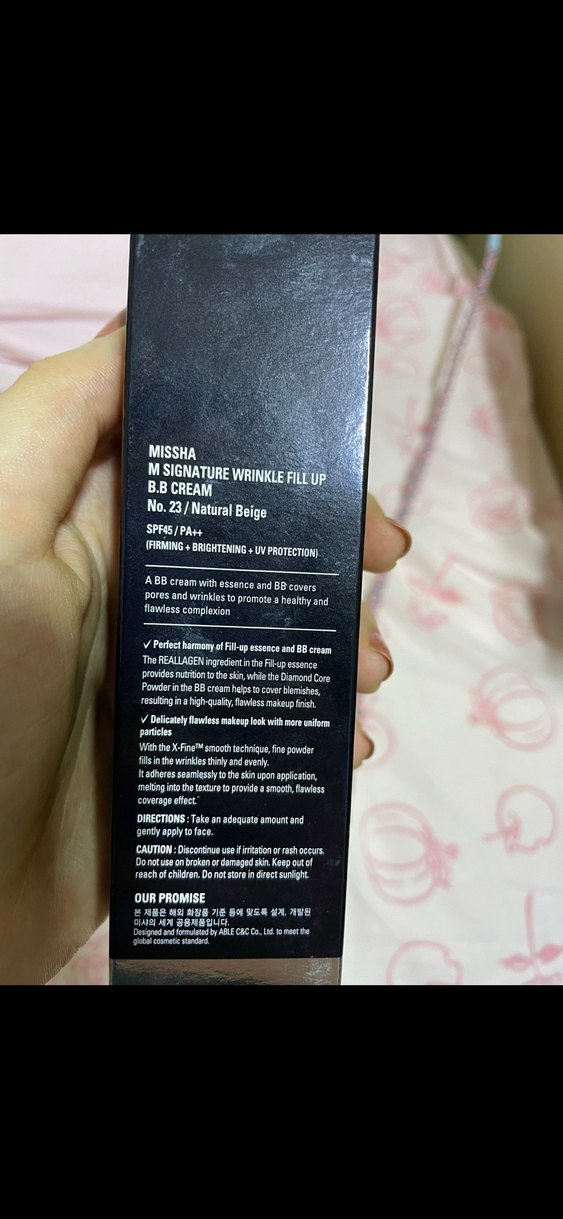 MISSHA
M SIGNATURE WRINKLE FILL UP
B.B CREAM
No. 23 / Natural Beige
SPF45 / PA++
(FIRMING + BRIGHTENING + UV PROTECTION)
A BB cream with essence and BB covers
pores and wrinkles to promote a healthy and
flawless complexion
✓ Perfect harmony of Fill-up essence and BB cream
The REALLAGEN ingredient in the Fill-up essence
provides nutrition to the skin, while the Diamond Core
Powder in the BB cream helps to cover blemishes,
resulting in a high-quality, flawless makeup finish.
✓ Delicately flawless makeup look with more uniform
particles
With the X-Fine™ smooth technique, fine powder
fills in the wrinkles thinly and evenly.
It adheres seamlessly to the skin upon application,
melting into the texture to provide a smooth, flawless
coverage effect.
DIRECTIONS : Take an adequate amount and
gently apply to face.
CAUTION : Discontinue use if irritation or rash occurs.
Do not use on broken or damaged skin. Keep out of
reach of children. Do not store in direct sunlight.
OUR PROMISE
본 제품은 해외 화장품 기준 등에 맞도록 설계, 개발된
미샤의 세계 공용제품입니다.
Designed and formulated by ABLE C&C Co., Ltd. to meet the
global cosmetic standard.